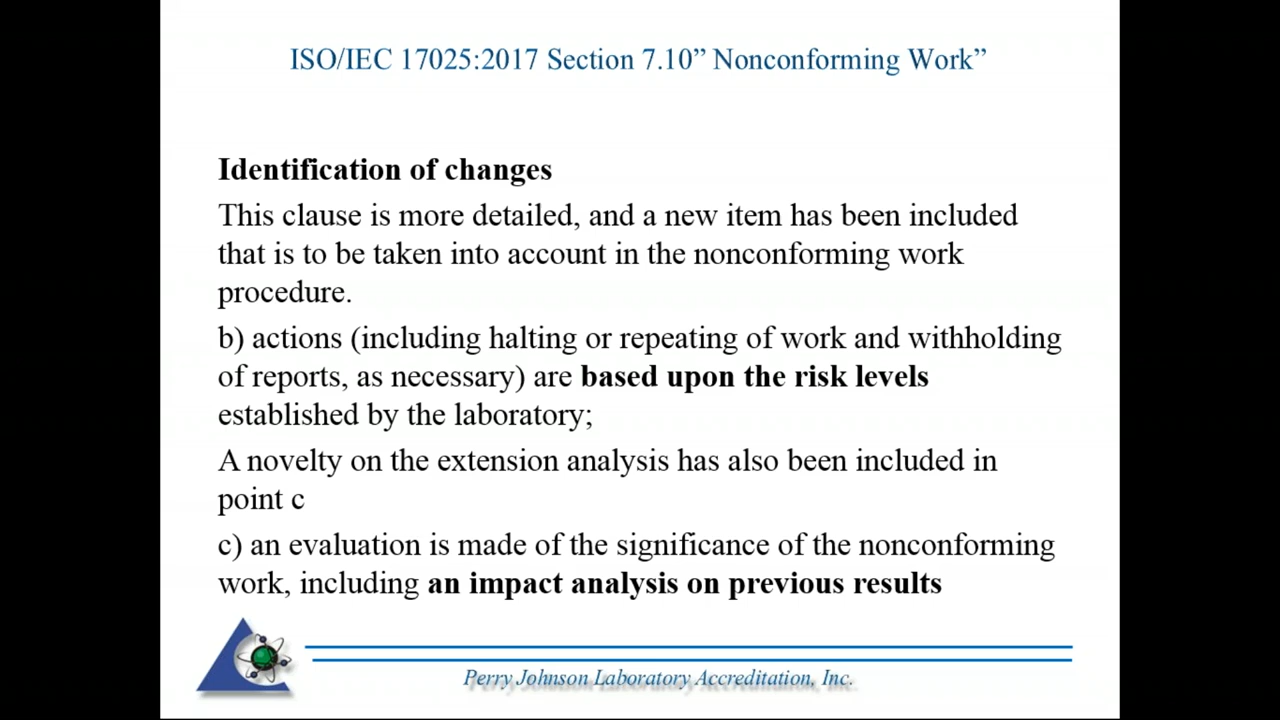 ISO/IEC 17025:2017 Section 7.10” Nonconforming Work”
Identification of changes
This clause is more detailed, and a new item has been included
that is to be taken into account in the nonconforming work
procedure.
b) actions (including halting or repeating of work and withholding
of reports, as necessary) are based upon the risk levels
established by the laboratory;
A novelty on the extension analysis has also been included in
point c
c) an evaluation is made of the significance of the nonconforming
work, including an impact analysis on previous results
Perry Johnson Laboratory Accreditation, Inc.